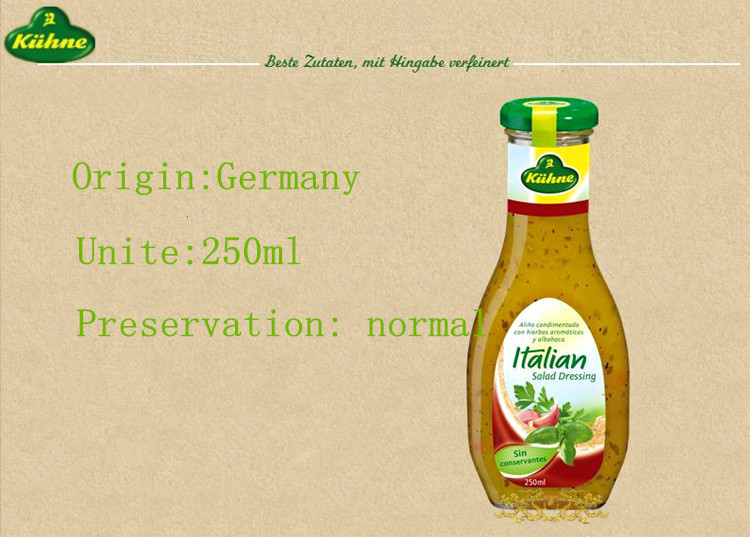 Kühne
Beste Zutaten, mit Hingabe verfeinert
Origin:Germany
Unite:250ml
Preservation: normal
Kühne
Aliño condimentado
con hierbas aromáticas
y albahaca
Italian
Salad Dressing
Sin
conservantes
250ml